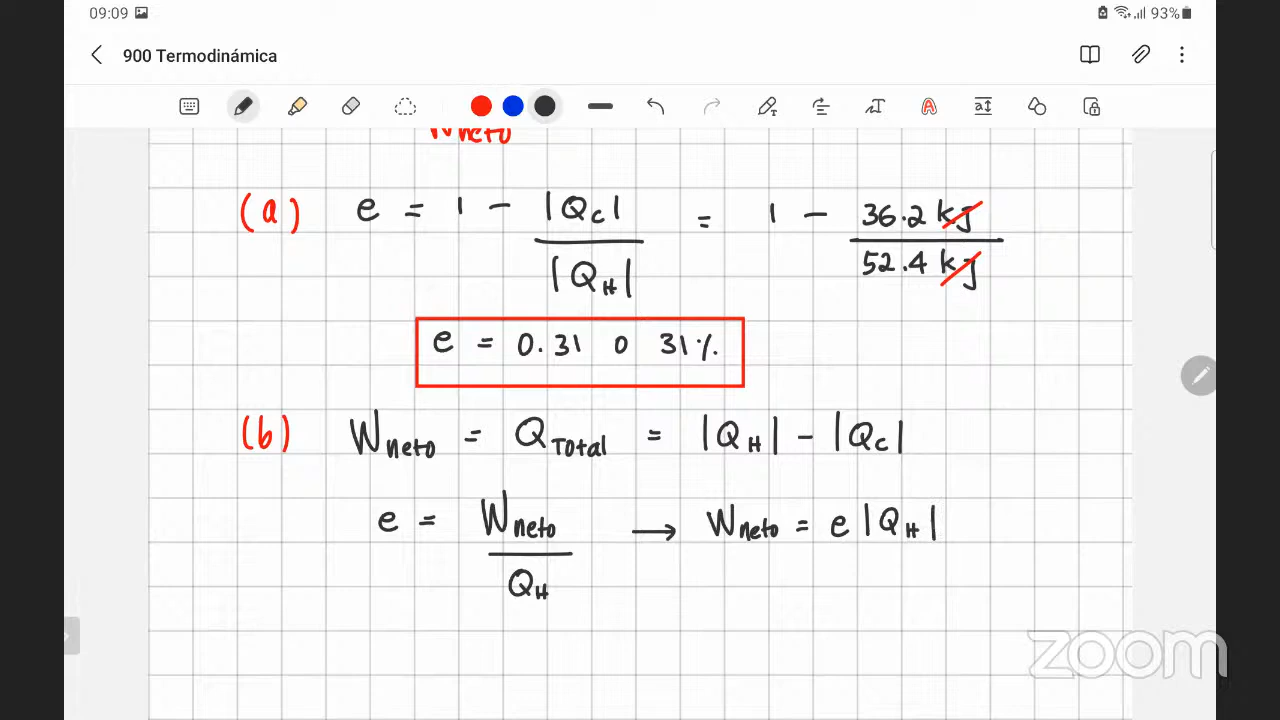 09:09 93%
900 Termodinámica
Wneto
(a) e = 1 - |Qc| / |QH| = 1 - 36.2 kJ / 52.4 kJ
e = 0.31 o 31%
(b) Wneto = QTotal = |QH| - |Qc|
e = Wneto / QH → Wneto = e |QH|
zoom